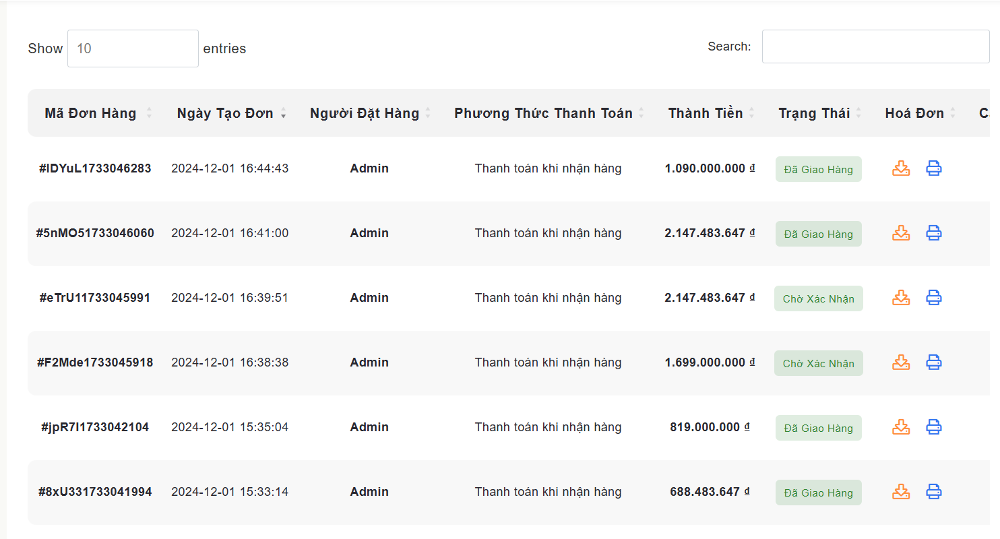 Show 10 entries Search:
Mã Đơn Hàng Ngày Tạo Đơn Người Đặt Hàng Phương Thức Thanh Toán Thành Tiền Trạng Thái Hoá Đơn
#IDYuL1733046283 2024-12-01 16:44:43 Admin Thanh toán khi nhận hàng 1.090.000.000 ₫ Đã Giao Hàng
#5nMO51733046060 2024-12-01 16:41:00 Admin Thanh toán khi nhận hàng 2.147.483.647 ₫ Đã Giao Hàng
#eTrU11733045991 2024-12-01 16:39:51 Admin Thanh toán khi nhận hàng 2.147.483.647 ₫ Chờ Xác Nhận
#F2Mde1733045918 2024-12-01 16:38:38 Admin Thanh toán khi nhận hàng 1.699.000.000 ₫ Chờ Xác Nhận
#jpR7I1733042104 2024-12-01 15:35:04 Admin Thanh toán khi nhận hàng 819.000.000 ₫ Đã Giao Hàng
#8xU331733041994 2024-12-01 15:33:14 Admin Thanh toán khi nhận hàng 688.483.647 ₫ Đã Giao Hàng